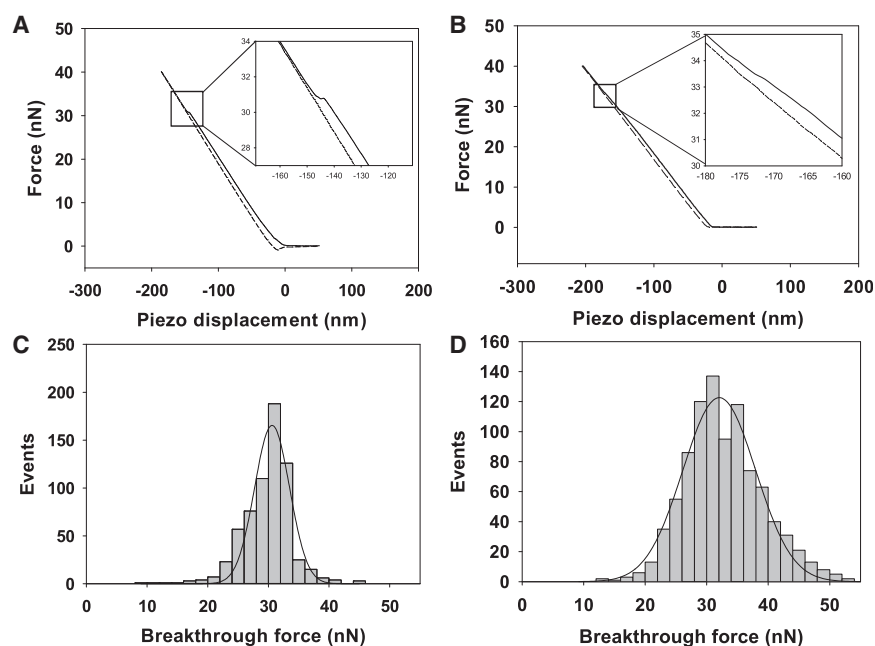 A
50
40
30
20
10
0
Force (nN)
-300 -200 -100 0 100 200
Piezo displacement (nm)
34
32
30
28
-160 -150 -140 -130 -120
B
50
40
30
20
10
0
Force (nN)
-300 -200 -100 0 100 200
Piezo displacement (nm)
35
34
33
32
31
30
-180 -175 -170 -165 -160
C
250
200
150
100
50
0
Events
0 10 20 30 40 50
Breakthrough force (nN)
D
160
140
120
100
80
60
40
20
0
Events
0 10 20 30 40 50
Breakthrough force (nN)